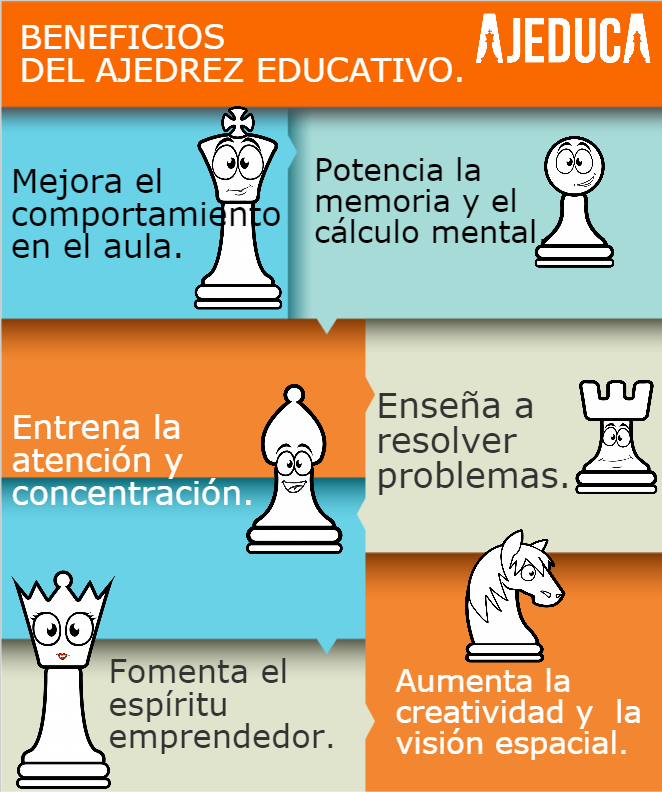 BENEFICIOS
DEL AJEDREZ EDUCATIVO.
AJEDUCA
Mejora el
comportamiento
en el aula.
Potencia la
memoria y el
cálculo mental.
Entrena la
atención y
concentración.
Enseña a
resolver
problemas.
Fomenta el
espíritu
emprendedor.
Aumenta la
creatividad y  la
visión espacial.